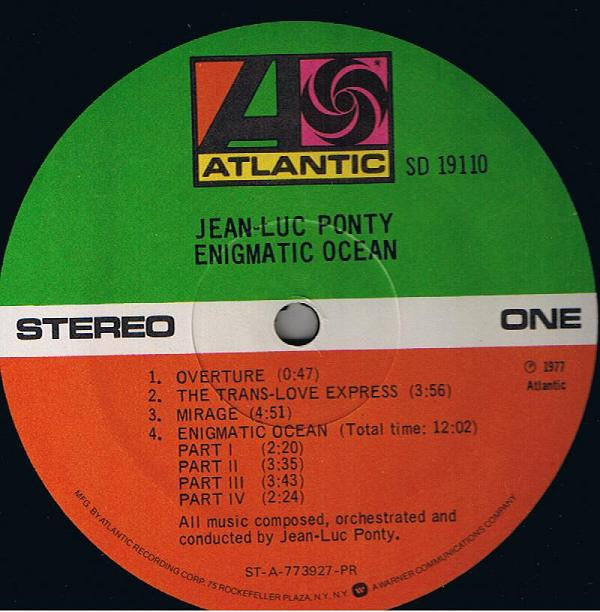 ATLANTIC
SD 19110
JEAN-LUC PONTY
ENIGMATIC OCEAN
STEREO
ONE
℗ 1977
Atlantic
1. OVERTURE (0:47)
2. THE TRANS-LOVE EXPRESS (3:56)
3. MIRAGE (4:51)
4. ENIGMATIC OCEAN (Total time: 12:02)
PART I (2:20)
PART II (3:35)
PART III (3:43)
PART IV (2:24)
All music composed, orchestrated and
conducted by Jean-Luc Ponty.
ST-A-773927-PR
MFG. BY ATLANTIC RECORDING CORP. 75 ROCKEFELLER PLAZA, N.Y. N.Y. A WARNER COMMUNICATIONS COMPANY